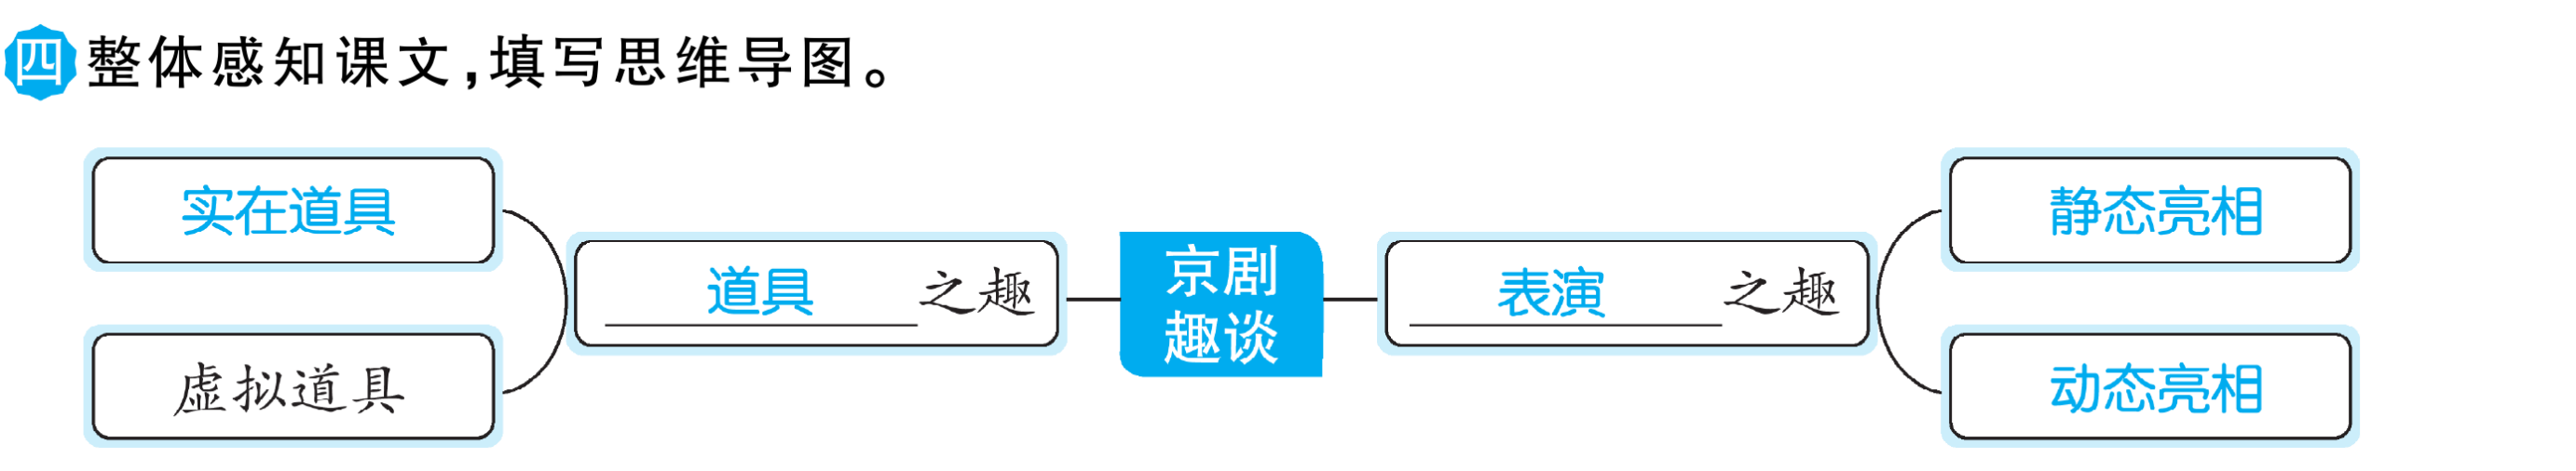 四 整体感知课文,填写思维导图。
实在道具
虚拟道具
道具之趣
京剧
趣谈
表演之趣
静态亮相
动态亮相